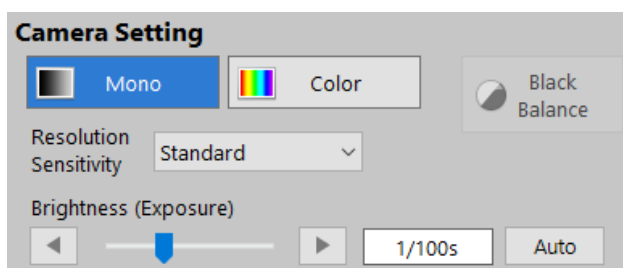 Camera Setting
Mono
Color
Black
Balance
Resolution
Sensitivity
Standard
Brightness (Exposure)
1/100s
Auto